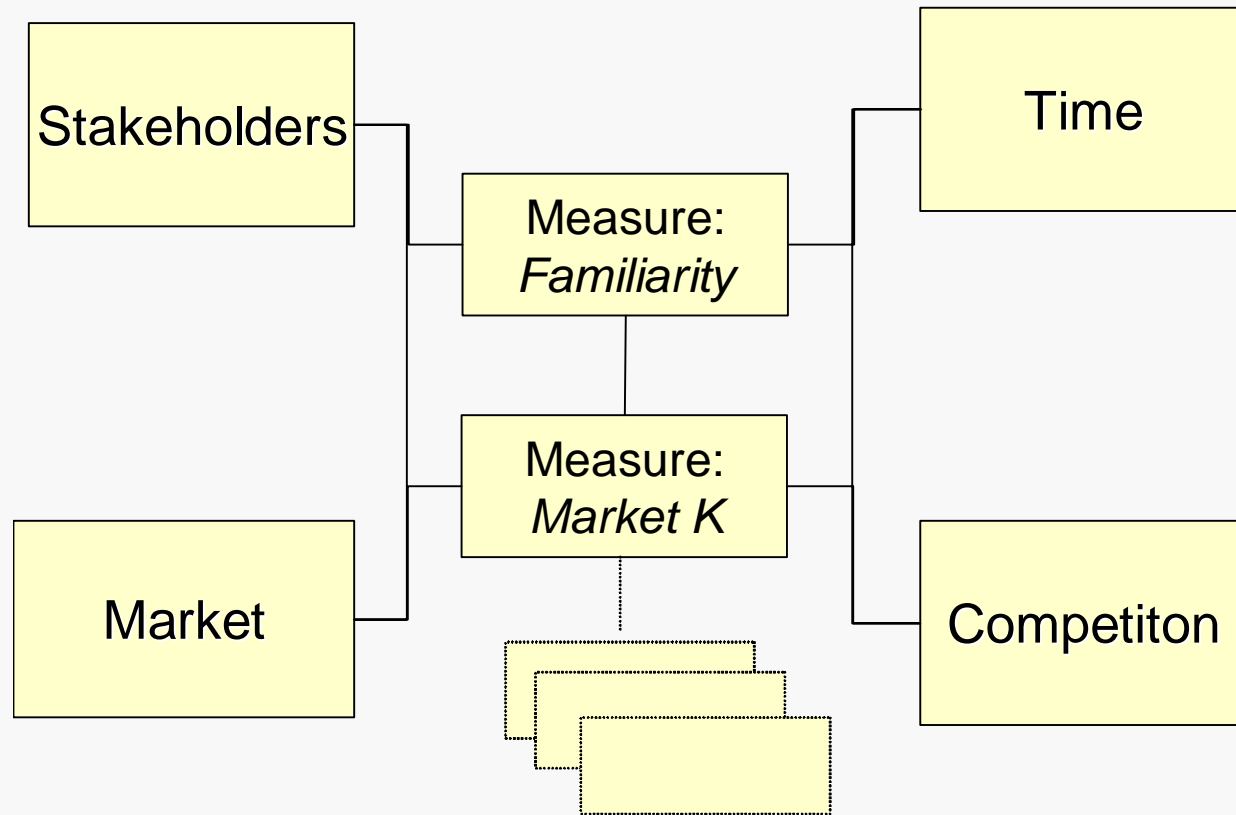 Stakeholders
Time
Measure:
Familiarity
Measure:
Market K
Market
Competiton